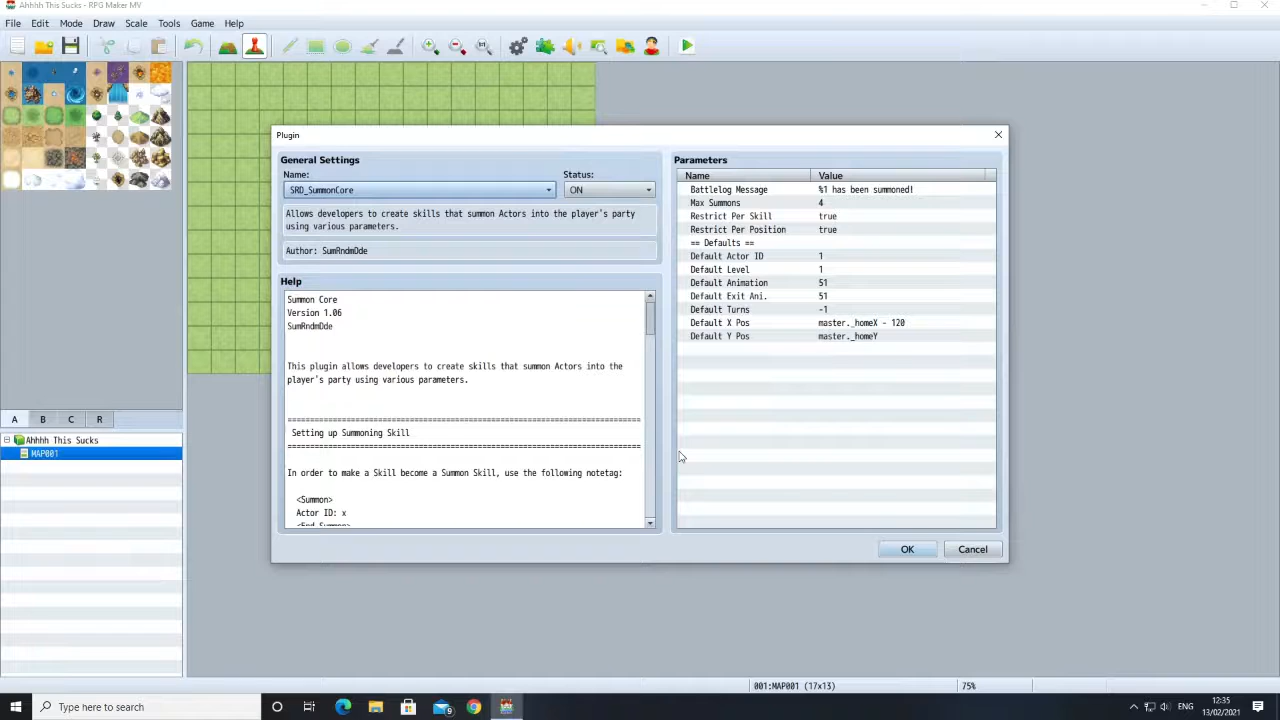 Ahhhh This Sucks - RPG Maker MV
File Edit Mode Draw Scale Tools Game Help
Plugin
General Settings
Name:
Status:
SRD_SummonCore
ON
Allows developers to create skills that summon Actors into the player's party
using various parameters.
Author: SumRndmDde
Help
Summon Core
Version 1.06
SumRndmDde
This plugin allows developers to create skills that summon Actors into the
player's party using various parameters.
==============================================================================
Setting up Summoning Skill
==============================================================================
In order to make a Skill become a Summon Skill, use the following notetag:
<Summon>
Actor ID: x
<End Summon>
Parameters
Name Value
Battlelog Message %1 has been summoned!
Max Summons 4
Restrict Per Skill true
Restrict Per Position true
== Defaults ==
Default Actor ID 1
Default Level 1
Default Animation 51
Default Exit Ani. 51
Default Turns -1
Default X Pos master._homeX - 120
Default Y Pos master._homeY
OK
Cancel
A B C R
Ahhhh This Sucks
MAP001
001:MAP001 (17x13)
75%
Type here to search
ENG
12:35
13/02/2021